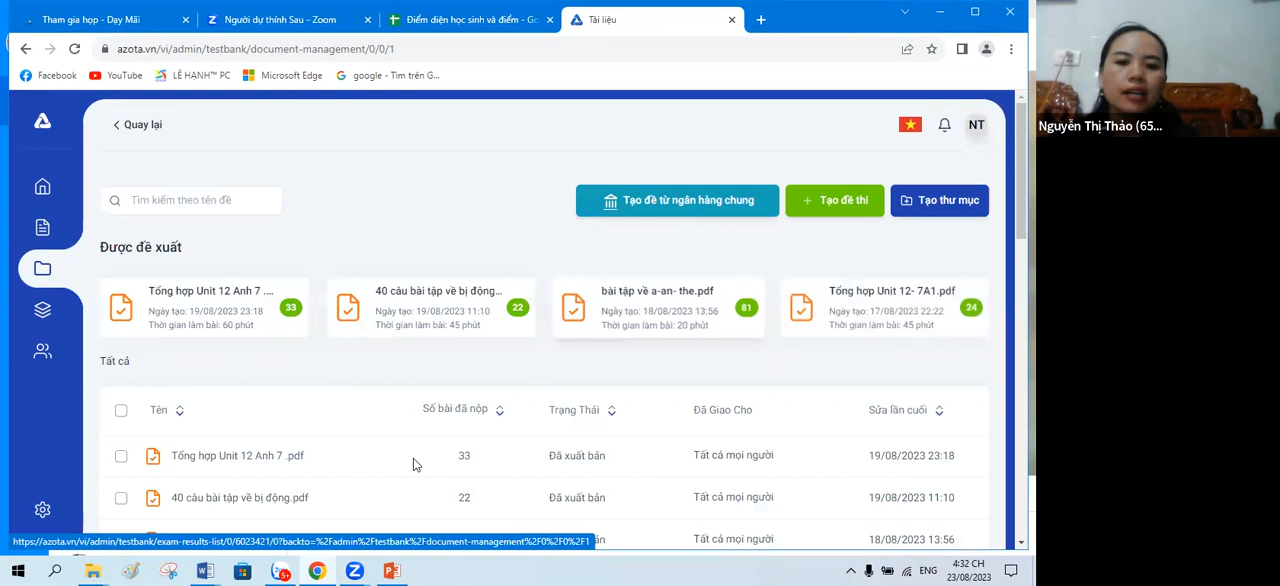 Tham gia họp - Dạy Mãi
Người dự thính Sau - Zoom
Điểm diện học sinh và điểm - Go
Tài liệu
azota.vn/vi/admin/testbank/document-management/0/0/1
Facebook
YouTube
LÊ HẠNH™ PC
Microsoft Edge
google - Tìm trên G...
Quay lại
NT
Tìm kiếm theo tên đề
Tạo đề từ ngân hàng chung
Tạo đề thi
Tạo thư mục
Được đề xuất
Tổng hợp Unit 12 Anh 7 ....
Ngày tạo: 19/08/2023 23:18
Thời gian làm bài: 60 phút
33
40 câu bài tập về bị động...
Ngày tạo: 19/08/2023 11:10
Thời gian làm bài: 45 phút
22
bài tập về a-an- the.pdf
Ngày tạo: 18/08/2023 13:56
Thời gian làm bài: 20 phút
81
Tổng hợp Unit 12- 7A1.pdf
Ngày tạo: 17/08/2023 22:22
Thời gian làm bài: 45 phút
24
Tất cả
Tên
Số bài đã nộp
Trạng Thái
Đã Giao Cho
Sửa lần cuối
Tổng hợp Unit 12 Anh 7 .pdf
33
Đã xuất bản
Tất cả mọi người
19/08/2023 23:18
40 câu bài tập về bị động.pdf
22
Đã xuất bản
Tất cả mọi người
19/08/2023 11:10
Tất cả mọi người
18/08/2023 13:56
https://azota.vn/vi/admin/testbank/exam-results-list/0/6023421/0?backto=%2Fadmin%2Ftestbank%2Fdocument-management%2F0%2F0%2F1
ENG
4:32 CH
23/08/2023
Nguyễn Thị Thảo (65...